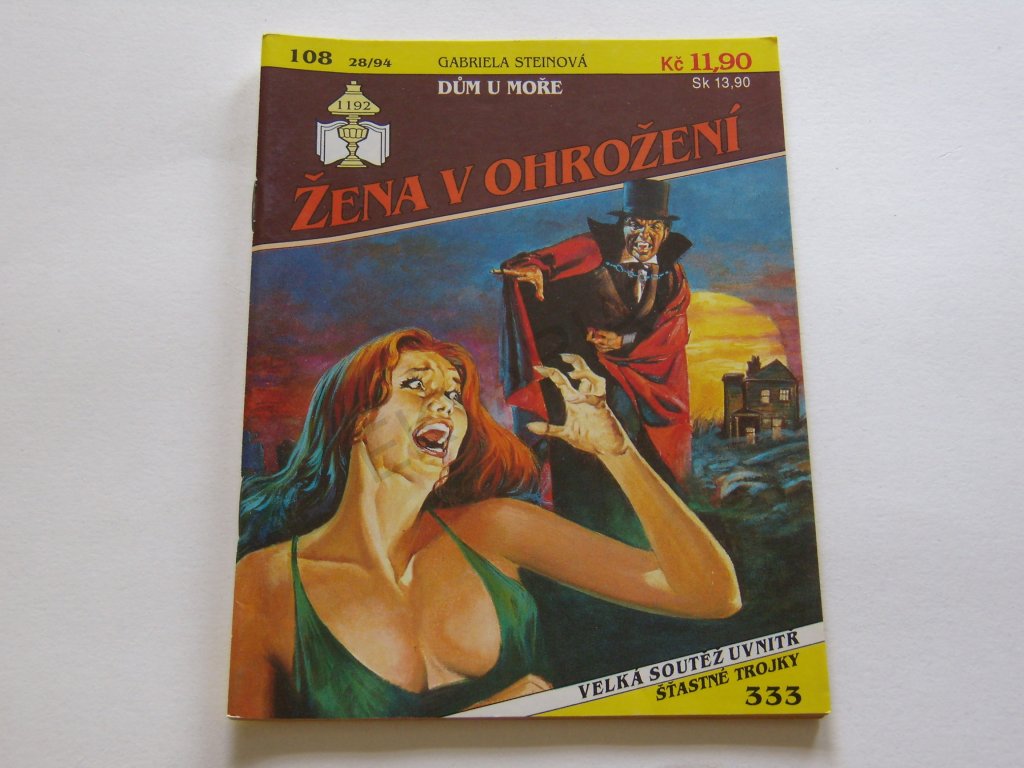 108 28/94 GABRIELA STEINOVÁ Kč 11,90
DŮM U MOŘE Sk 13,90
1192
ŽENA V OHROŽENÍ
VELKÁ SOUTĚŽ UVNITŘ
ŠŤASTNÉ TROJKY
333